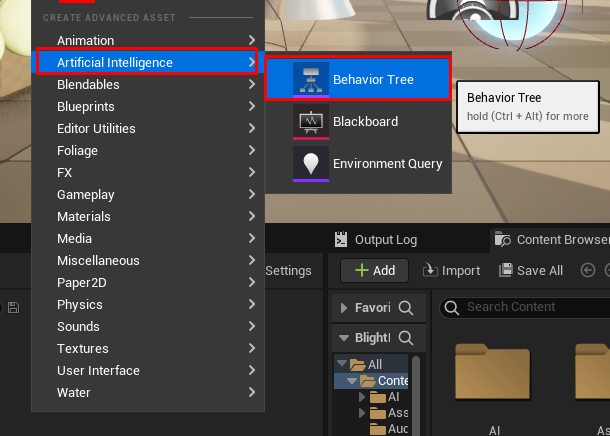 CREATE ADVANCED ASSET
Animation
Artificial Intelligence
Blendables
Blueprints
Editor Utilities
Foliage
FX
Gameplay
Materials
Media
Miscellaneous
Paper2D
Physics
Sounds
Textures
User Interface
Water
Behavior Tree
Blackboard
Environment Query
Behavior Tree
hold (Ctrl + Alt) for more
Output Log
Content Browser
Settings
Add
Import
Save All
Favori
Search Content
Blight
All
Conte
AI
Ass
Aud
AI
As